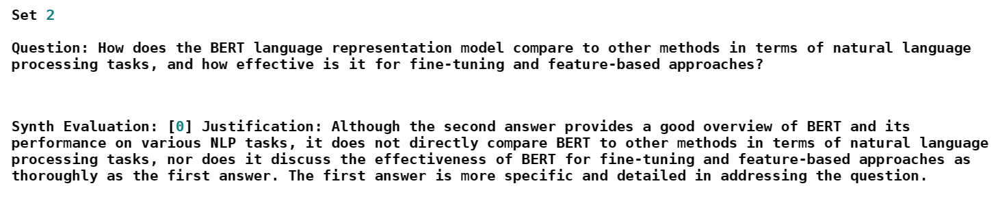 Set 2
Question: How does the BERT language representation model compare to other methods in terms of natural language
processing tasks, and how effective is it for fine-tuning and feature-based approaches?
Synth Evaluation: [0] Justification: Although the second answer provides a good overview of BERT and its
performance on various NLP tasks, it does not directly compare BERT to other methods in terms of natural language
processing tasks, nor does it discuss the effectiveness of BERT for fine-tuning and feature-based approaches as
thoroughly as the first answer. The first answer is more specific and detailed in addressing the question.